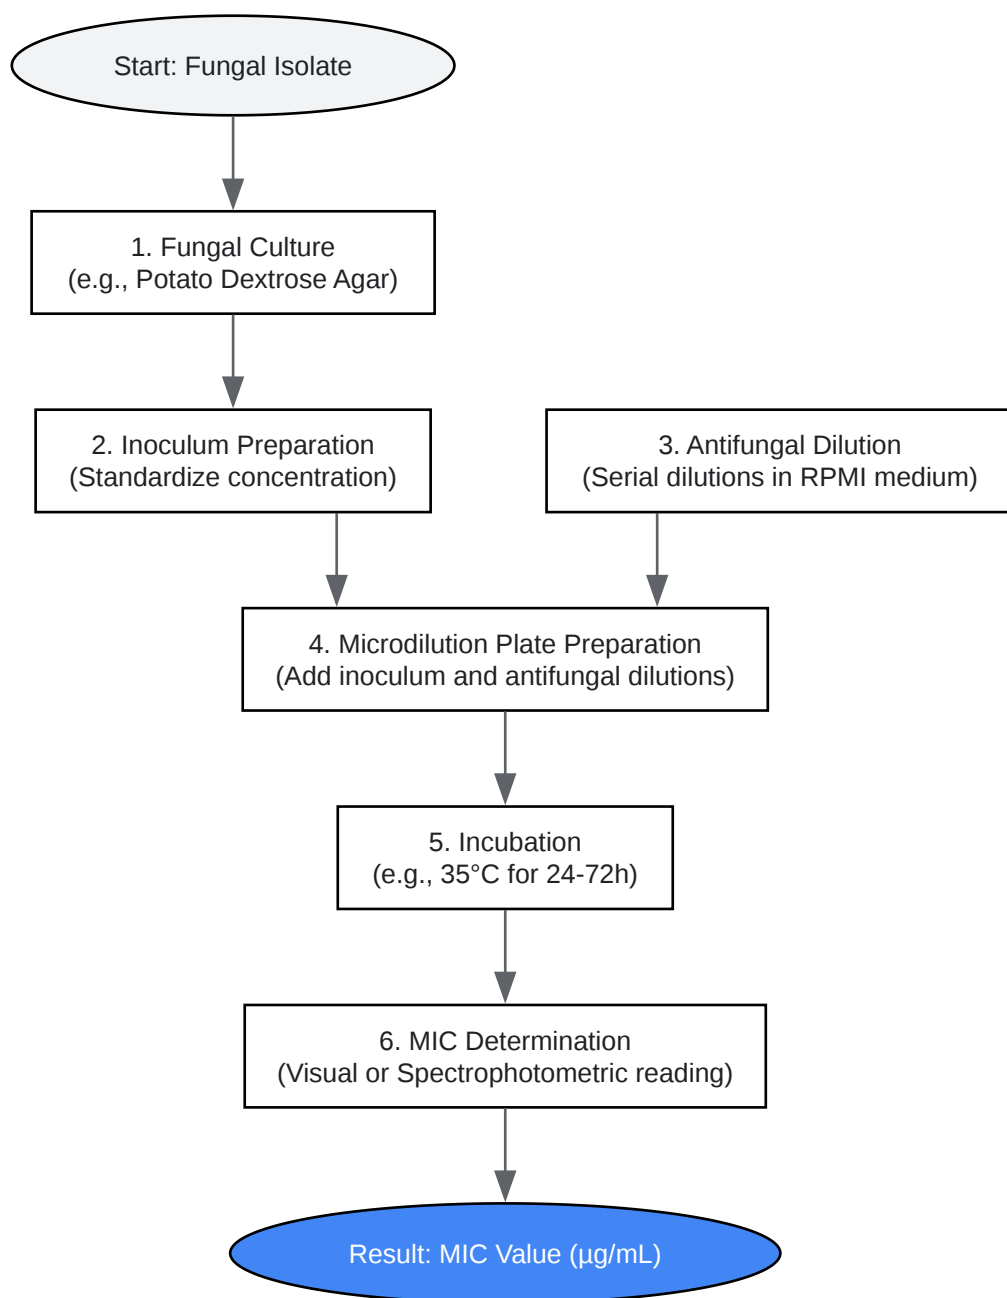 Start: Fungal Isolate
1. Fungal Culture
(e.g., Potato Dextrose Agar)
2. Inoculum Preparation
(Standardize concentration)
3. Antifungal Dilution
(Serial dilutions in RPMI medium)
4. Microdilution Plate Preparation
(Add inoculum and antifungal dilutions)
5. Incubation
(e.g., 35°C for 24-72h)
6. MIC Determination
(Visual or Spectrophotometric reading)
Result: MIC Value (µg/mL)